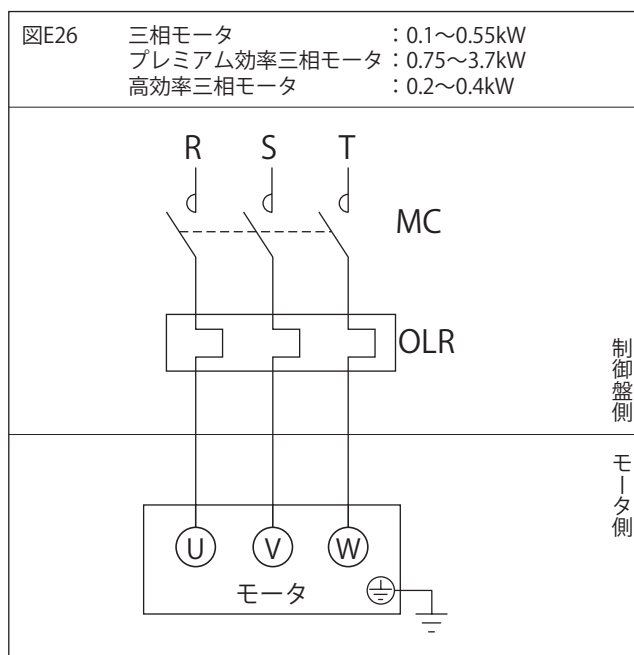 図E26 三相モータ ：0.1～0.55kW
プレミアム効率三相モータ：0.75～3.7kW
高効率三相モータ ：0.2～0.4kW
R S T
MC
OLR
制御盤側
モータ側
U V W
モータ